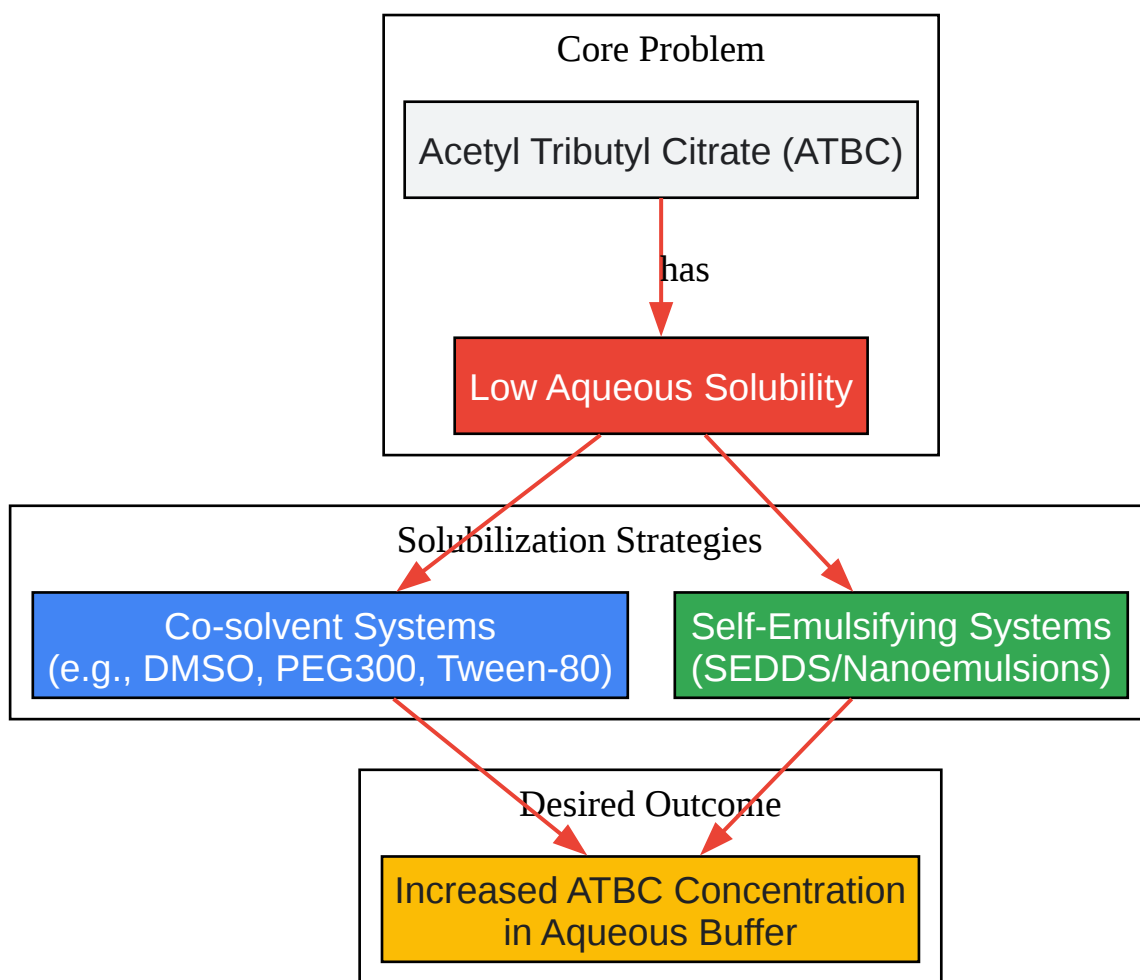 Core Problem
Acetyl Tributyl Citrate (ATBC)
has
Low Aqueous Solubility
Solubilization Strategies
Co-solvent Systems
(e.g., DMSO, PEG300, Tween-80)
Self-Emulsifying Systems
(SEDDS/Nanoemulsions)
Desired Outcome
Increased ATBC Concentration
in Aqueous Buffer